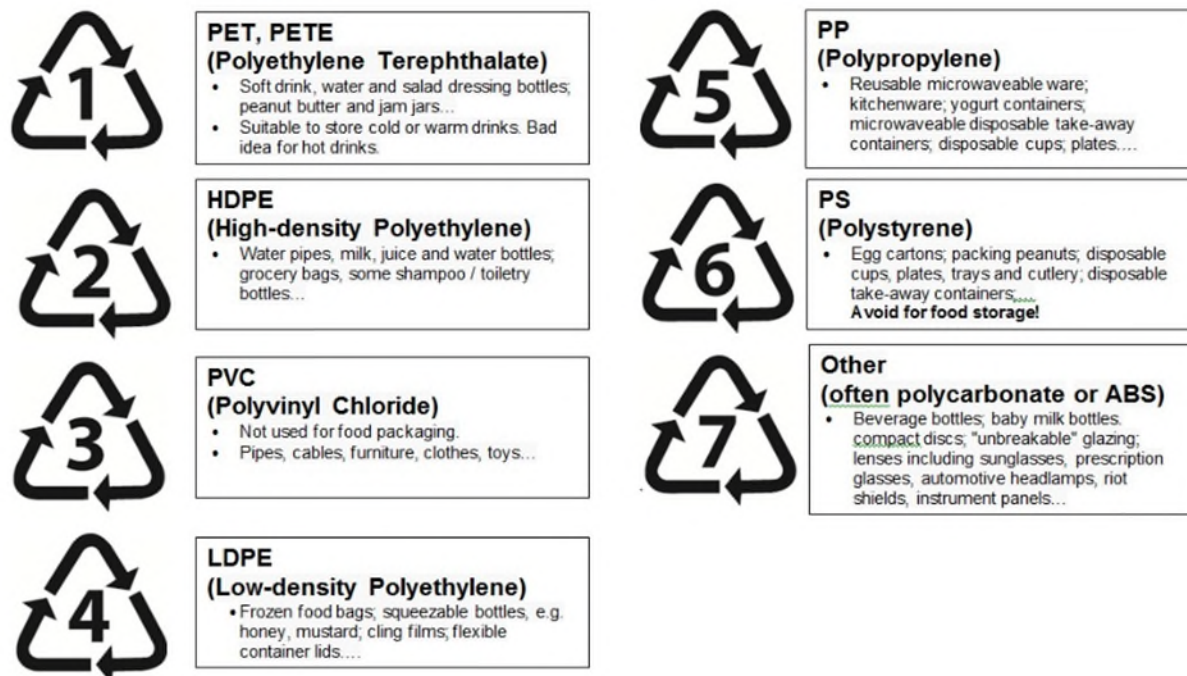 1
PET, PETE
(Polyethylene Terephthalate)
• Soft drink, water and salad dressing bottles;
peanut butter and jam jars…
• Suitable to store cold or warm drinks. Bad
idea for hot drinks.
2
HDPE
(High-density Polyethylene)
• Water pipes, milk, juice and water bottles;
grocery bags, some shampoo / toiletry
bottles…
3
PVC
(Polyvinyl Chloride)
• Not used for food packaging.
• Pipes, cables, furniture, clothes, toys…
4
LDPE
(Low-density Polyethylene)
• Frozen food bags; squeezable bottles, e.g.
honey, mustard; cling films; flexible
container lids….
5
PP
(Polypropylene)
• Reusable microwaveable ware;
kitchenware; yogurt containers;
microwaveable disposable take-away
containers; disposable cups; plates….
6
PS
(Polystyrene)
• Egg cartons; packing peanuts; disposable
cups, plates, trays and cutlery; disposable
take-away containers;…
Avoid for food storage!
7
Other
(often polycarbonate or ABS)
• Beverage bottles; baby milk bottles.
compact discs; "unbreakable" glazing;
lenses including sunglasses, prescription
glasses, automotive headlamps, riot
shields, instrument panels…